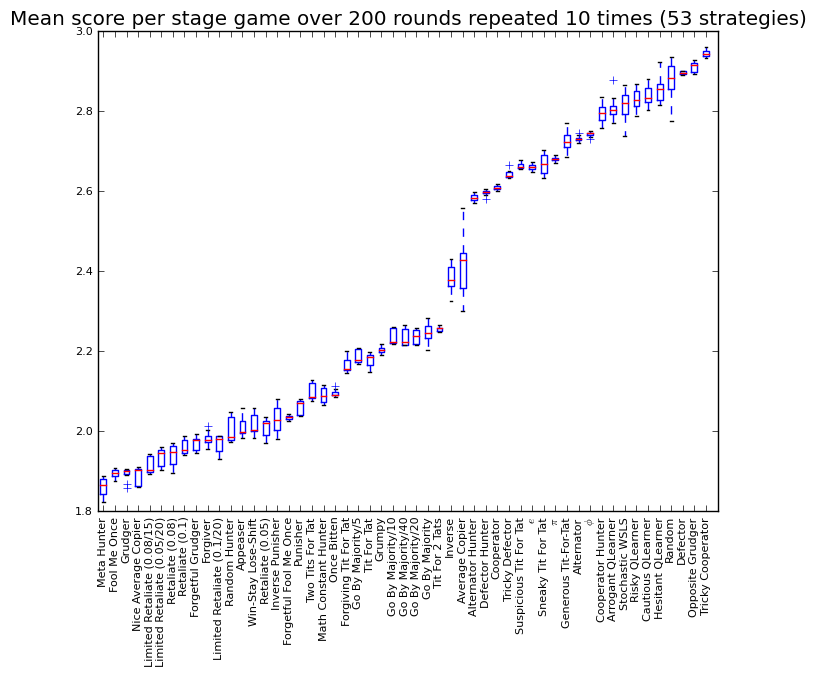 Mean score per stage game over 200 rounds repeated 10 times (53 strategies)
3.0
2.8
2.6
2.4
2.2
2.0
1.8
Meta Hunter
Fool Me Once
Grudger
Nice Average Copier
Limited Retaliate (0.08/15)
Limited Retaliate (0.05/20)
Retaliate (0.08)
Retaliate (0.1)
Forgetful Grudger
Forgiver
Limited Retaliate (0.1/20)
Random Hunter
Appeaser
Win-Stay Lose-Shift
Retaliate (0.05)
Inverse Punisher
Forgetful Fool Me Once
Punisher
Two Tits For Tat
Math Constant Hunter
Once Bitten
Forgiving Tit For Tat
Go By Majority/5
Tit For Tat
Grumpy
Go By Majority/10
Go By Majority/40
Go By Majority/20
Go By Majority
Tit For 2 Tats
Inverse
Average Copier
Alternator Hunter
Defector Hunter
Cooperator
Tricky Defector
Suspicious Tit For Tat
e
Sneaky Tit For Tat
π
Generous Tit-For-Tat
Alternator
ϕ
Cooperator Hunter
Arrogant QLearner
Stochastic WSLS
Risky QLearner
Cautious QLearner
Hesitant QLearner
Random
Defector
Opposite Grudger
Tricky Cooperator